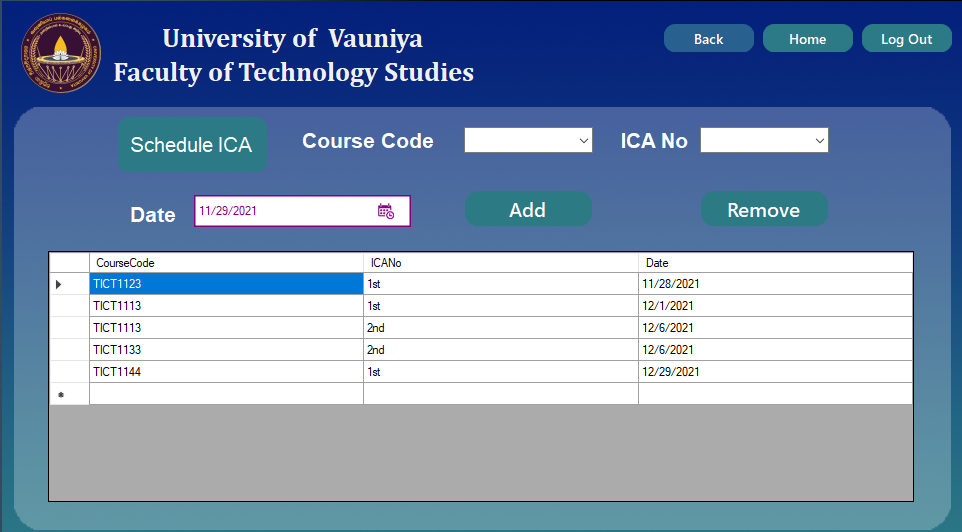 University of Vauniya
Faculty of Technology Studies
Back Home Log Out
Schedule ICA Course Code ICA No
Date 11/29/2021 Add Remove
CourseCode ICANo Date
TICT1123 1st 11/28/2021
TICT1113 1st 12/1/2021
TICT1113 2nd 12/6/2021
TICT1133 2nd 12/6/2021
TICT1144 1st 12/29/2021